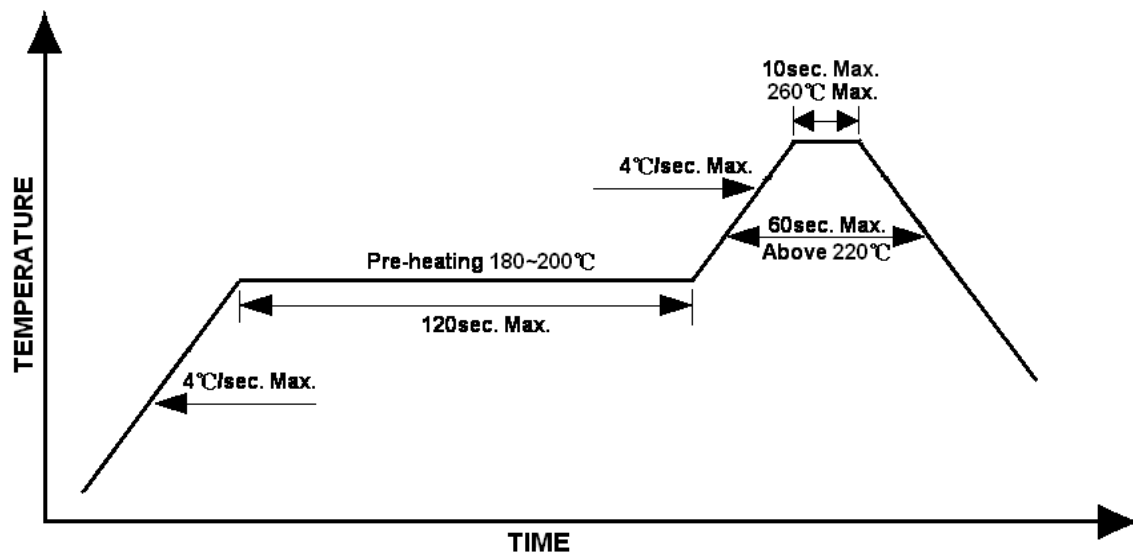 10sec. Max.
260℃ Max.
4℃/sec. Max.
60sec. Max.
Above 220℃
Pre-heating 180~200℃
120sec. Max.
4℃/sec. Max.
TEMPERATURE
TIME